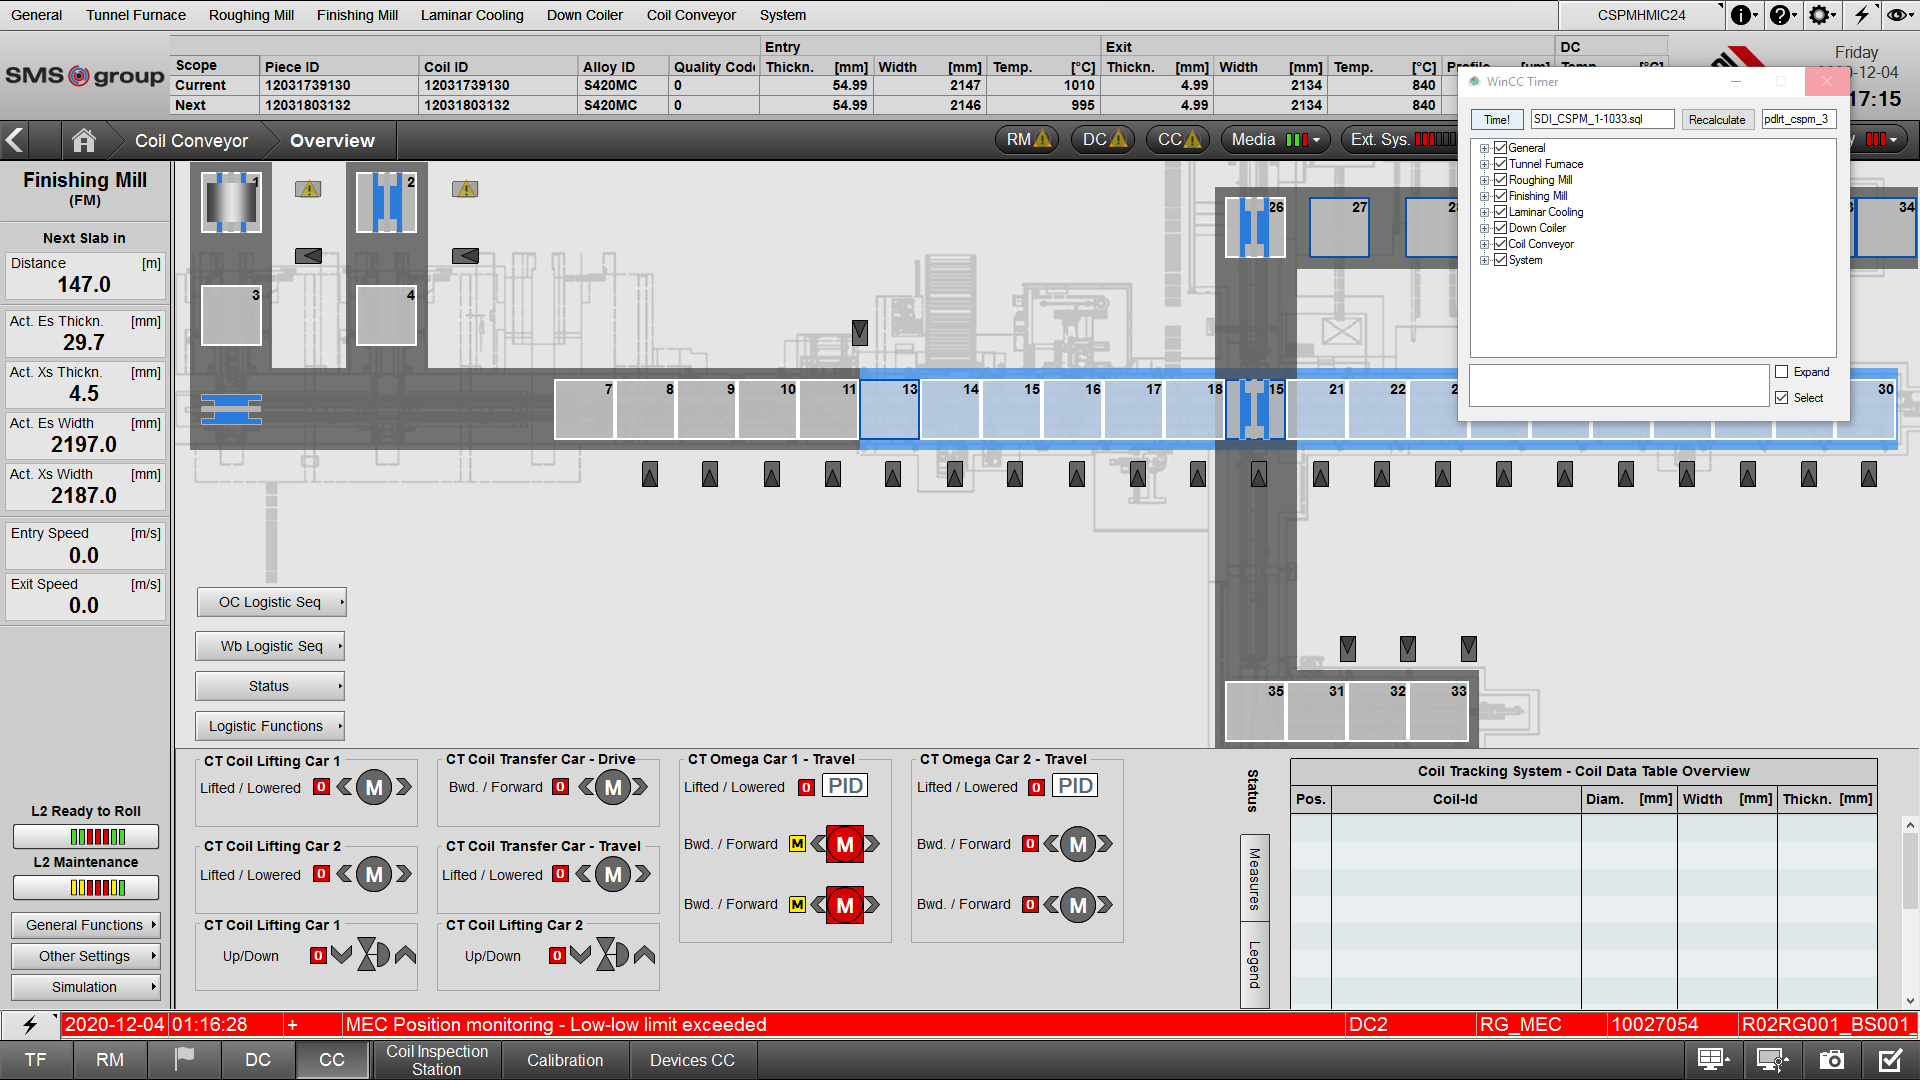 General Tunnel Furnace Roughing Mill Finishing Mill Laminar Cooling Down Coiler Coil Conveyor System CSPMHMIC24
SMS group
Entry Exit DC
Scope Piece ID Coil ID Alloy ID Quality Code Thickn. [mm] Width [mm] Temp. [°C] Thickn. [mm] Width [mm] Temp. [°C]
Current 12031739130 12031739130 S420MC 0 54.99 2147 1010 4.99 2134 840
Next 12031803132 12031803132 S420MC 0 54.99 2146 995 4.99 2134 840
Friday
-12-04
17:15
WinCC Timer
Time! SDI_CSPM_1-1033.sql Recalculate pdlrt_cspm_3
General
Tunnel Furnace
Roughing Mill
Finishing Mill
Laminar Cooling
Down Coiler
Coil Conveyor
System
Expand
Select
Coil Conveyor Overview RM DC CC Media Ext. Sys.
Finishing Mill
(FM)
Next Slab in
Distance [m]
147.0
Act. Es Thickn. [mm]
29.7
Act. Xs Thickn. [mm]
4.5
Act. Es Width [mm]
2197.0
Act. Xs Width [mm]
2187.0
Entry Speed [m/s]
0.0
Exit Speed [m/s]
0.0
L2 Ready to Roll
L2 Maintenance
General Functions
Other Settings
Simulation
1 2 26 27 34
3 4
7 8 9 10 11 13 14 15 16 17 18 15 21 22 30
35 31 32 33
OC Logistic Seq
Wb Logistic Seq
Status
Logistic Functions
CT Coil Lifting Car 1
Lifted / Lowered 0 M
CT Coil Lifting Car 2
Lifted / Lowered 0 M
CT Coil Lifting Car 1
Up/Down 0
CT Coil Transfer Car - Drive
Bwd. / Forward 0 M
CT Coil Transfer Car - Travel
Lifted / Lowered 0 M
CT Coil Lifting Car 2
Up/Down 0
CT Omega Car 1 - Travel
Lifted / Lowered 0 PID
Bwd. / Forward M M
Bwd. / Forward M M
CT Omega Car 2 - Travel
Lifted / Lowered 0 PID
Bwd. / Forward 0 M
Bwd. / Forward 0 M
Status
Measures
Legend
Coil Tracking System - Coil Data Table Overview
Pos. Coil-Id Diam. [mm] Width [mm] Thickn. [mm]
2020-12-04 01:16:28 + MEC Position monitoring - Low-low limit exceeded DC2 RG_MEC 10027054 R02RG001_BS001_
TF RM DC CC Coil Inspection Station Calibration Devices CC